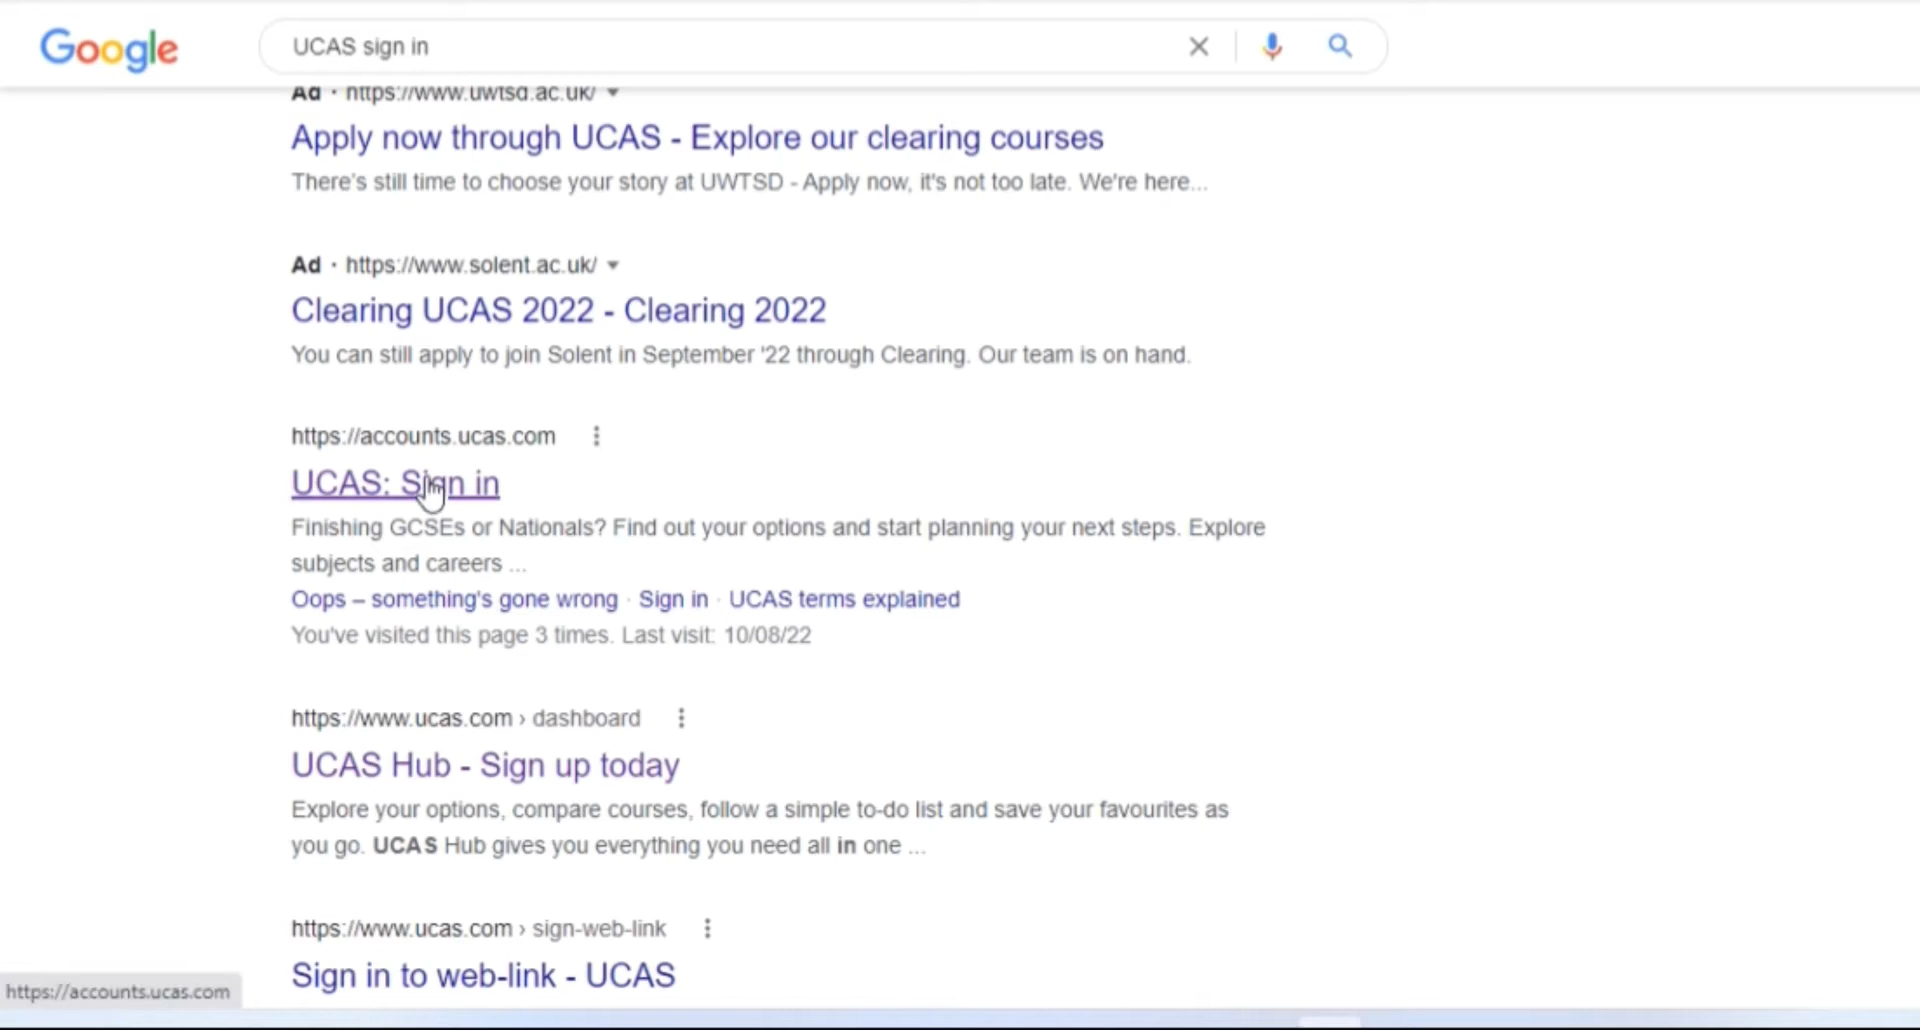 Google
UCAS sign in
Ad · https://www.uwtsd.ac.uk/
Apply now through UCAS - Explore our clearing courses
There's still time to choose your story at UWTSD - Apply now, it's not too late. We're here...
Ad · https://www.solent.ac.uk/
Clearing UCAS 2022 - Clearing 2022
You can still apply to join Solent in September '22 through Clearing. Our team is on hand.
https://accounts.ucas.com
UCAS: Sign in
Finishing GCSEs or Nationals? Find out your options and start planning your next steps. Explore
subjects and careers ...
Oops – something's gone wrong · Sign in · UCAS terms explained
You've visited this page 3 times. Last visit: 10/08/22
https://www.ucas.com › dashboard
UCAS Hub - Sign up today
Explore your options, compare courses, follow a simple to-do list and save your favourites as
you go. UCAS Hub gives you everything you need all in one ...
https://www.ucas.com › sign-web-link
Sign in to web-link - UCAS
https://accounts.ucas.com